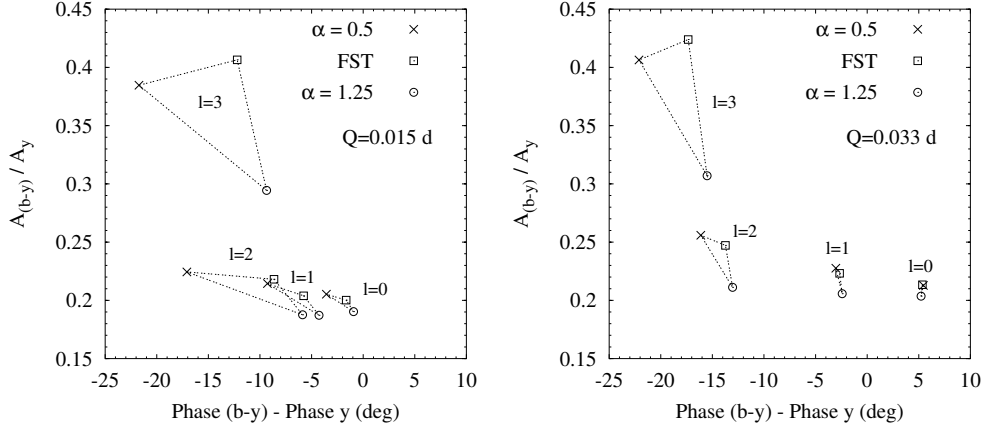 0.45
0.4
0.35
0.3
0.25
0.2
0.15
A(b-y) / Ay
α = 0.5
FST
α = 1.25
Q=0.015 d
l=3
l=2
l=1
l=0
-25 -20 -15 -10 -5 0 5 10
Phase (b-y) - Phase y (deg)
0.45
0.4
0.35
0.3
0.25
0.2
0.15
A(b-y) / Ay
α = 0.5
FST
α = 1.25
Q=0.033 d
l=3
l=2
l=1
l=0
-25 -20 -15 -10 -5 0 5 10
Phase (b-y) - Phase y (deg)